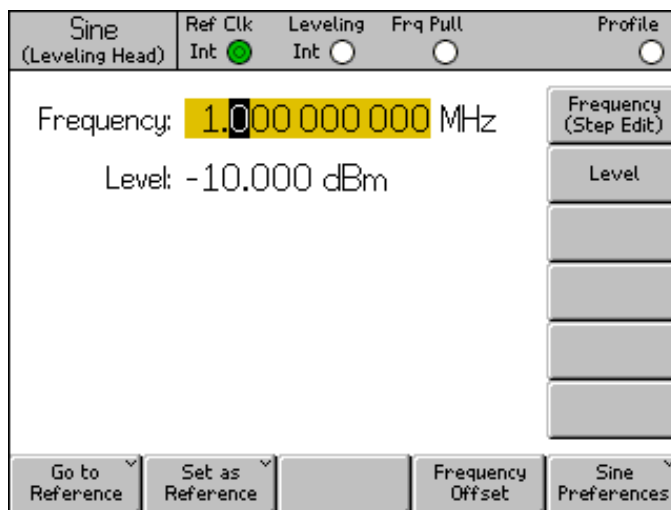 Sine
(Leveling Head)
Ref Clk
Int
Leveling
Int
Frq Pull
Profile
Frequency: 1.000 000 000 MHz
Level: -10.000 dBm
Frequency
(Step Edit)
Level
Go to
Reference
Set as
Reference
Frequency
Offset
Sine
Preferences